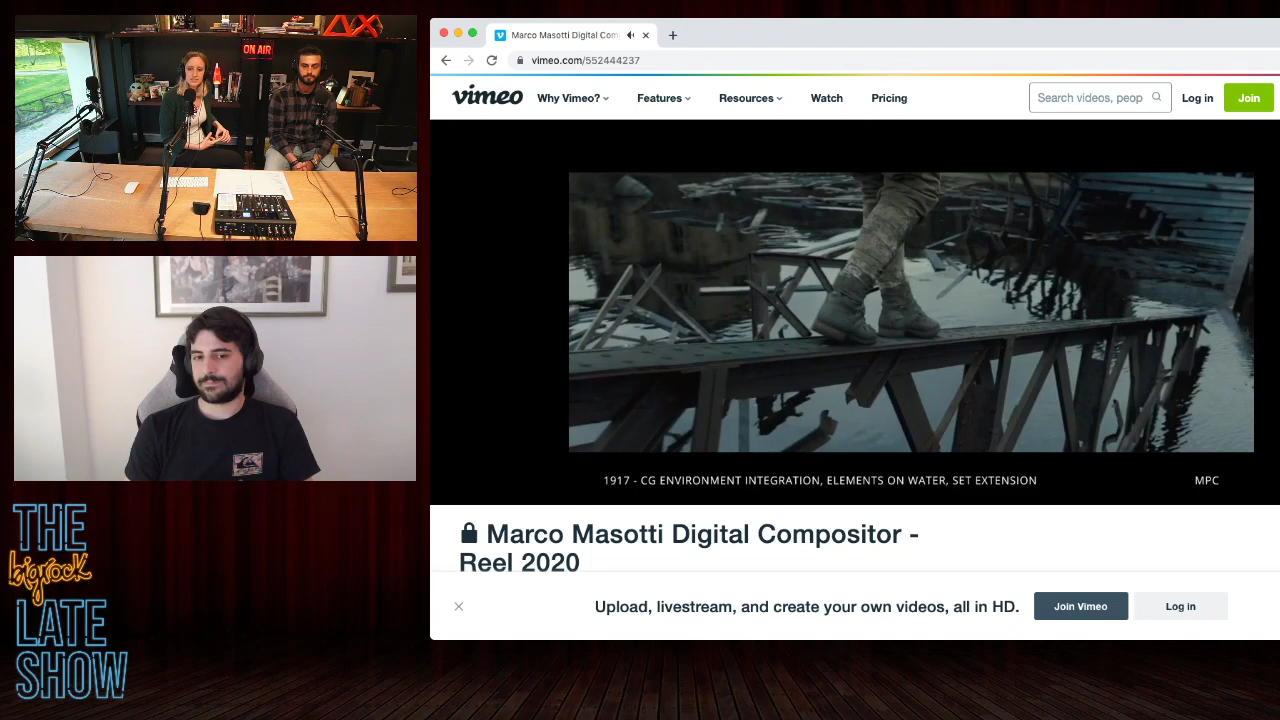 ON AIR
THE
bigrock
LATE
SHOW
Marco Masotti Digital Com
vimeo.com/552444237
vimeo
Why Vimeo?
Features
Resources
Watch
Pricing
Search videos, peop
Log in
Join
1917 - CG ENVIRONMENT INTEGRATION, ELEMENTS ON WATER, SET EXTENSION
MPC
Marco Masotti Digital Compositor -
Reel 2020
Upload, livestream, and create your own videos, all in HD.
Join Vimeo
Log in